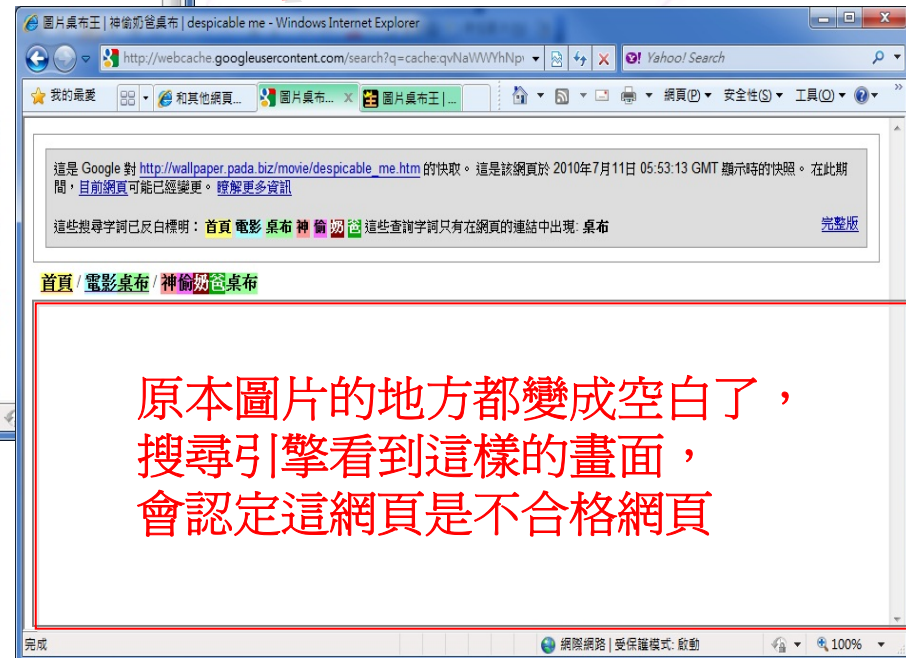 圖片桌布王 | 神偷奶爸桌布 | despicable me - Windows Internet Explorer
http://webcache.googleusercontent.com/search?q=cache:qvNaWWYhNp
Yahoo! Search
我的最愛
和其他網頁...
圖片桌布... X
圖片桌布王 | ...
網頁(P)
安全性(S)
工具(O)
»
這是 Google 對 http://wallpaper.pada.biz/movie/despicable_me.htm 的快取。 這是該網頁於 2010年7月11日 05:53:13 GMT 顯示時的快照。 在此期
間,目前網頁可能已經變更。 瞭解更多資訊
這些搜尋字詞已反白標明: 首頁 電影 桌布 神 偷 奶 爸 這些查詢字詞只有在網頁的連結中出現: 桌布
完整版
首頁 / 電影桌布 / 神偷奶爸桌布
原本圖片的地方都變成空白了,
搜尋引擎看到這樣的畫面,
會認定這網頁是不合格網頁
完成
網際網路 | 受保護模式: 啟動
100%